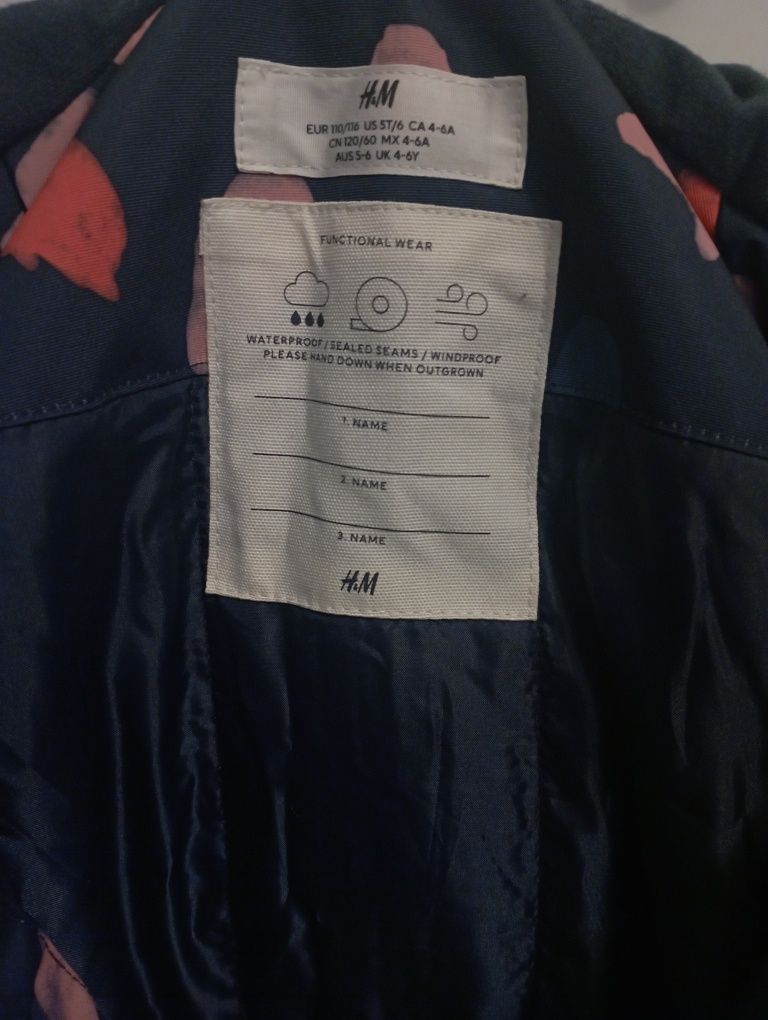 H&M
EUR 110/116 US 5T/6 CA 4-6A
CN 120/60 MX 4-6A
AUS 5-6 UK 4-6Y
FUNCTIONAL WEAR
WATERPROOF / SEALED SEAMS / WINDPROOF
PLEASE HAND DOWN WHEN OUTGROWN
1. NAME
2. NAME
3. NAME
H&M